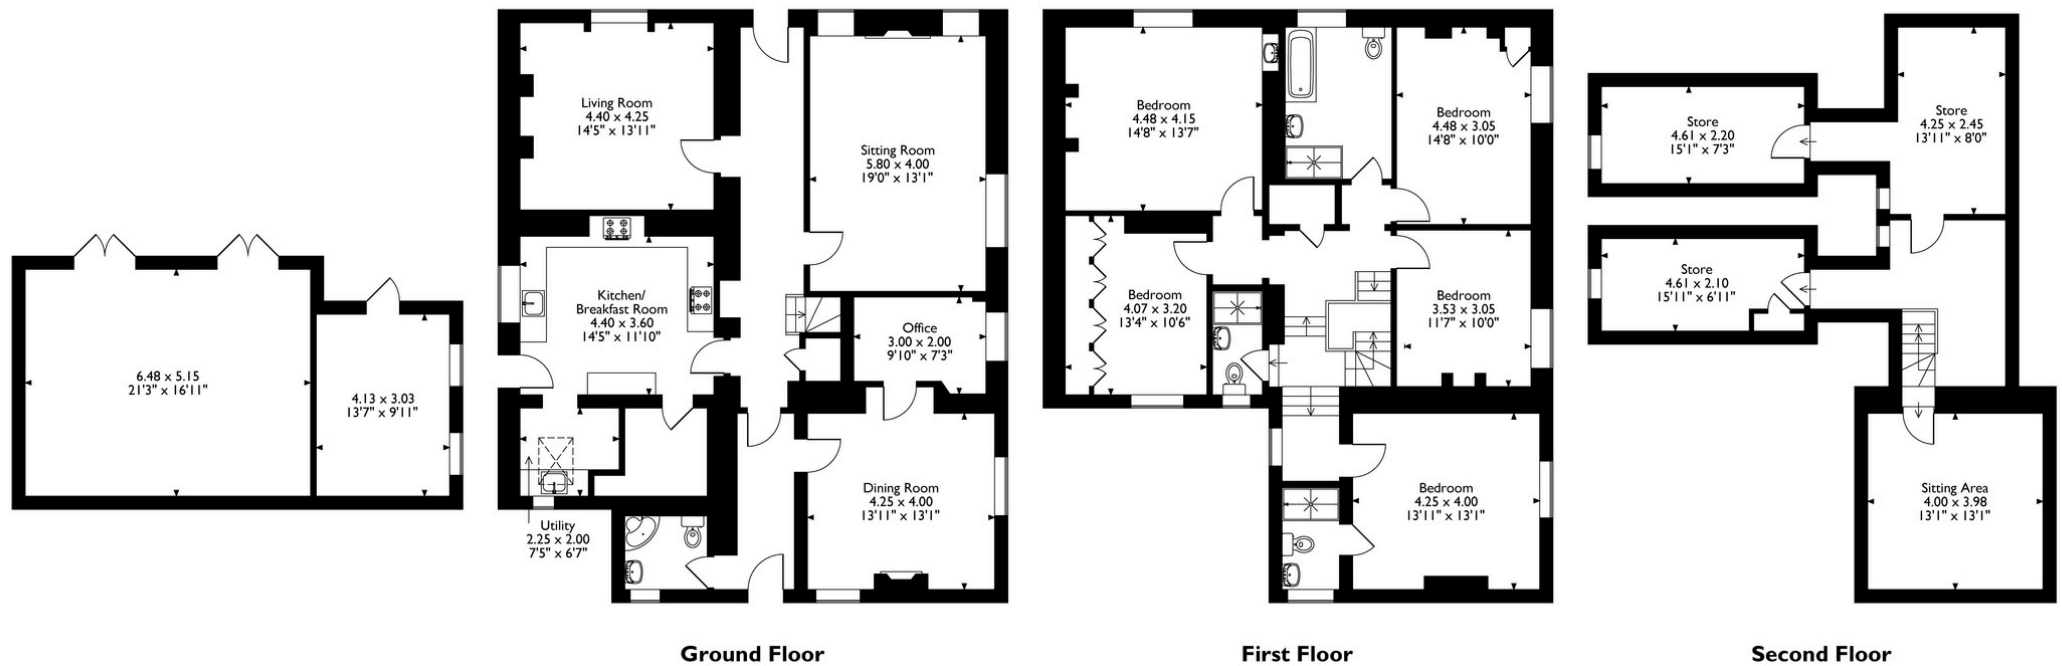 6.48 x 5.15
21'3" x 16'11"
4.13 x 3.03
13'7" x 9'11"
Living Room
4.40 x 4.25
14'5" x 13'11"
Sitting Room
5.80 x 4.00
19'0" x 13'1"
Kitchen/
Breakfast Room
4.40 x 3.60
14'5" x 11'10"
Office
3.00 x 2.00
9'10" x 7'3"
Dining Room
4.25 x 4.00
13'11" x 13'1"
Utility
2.25 x 2.00
7'5" x 6'7"
Ground Floor
Bedroom
4.48 x 4.15
14'8" x 13'7"
Bedroom
4.48 x 3.05
14'8" x 10'0"
Bedroom
4.07 x 3.20
13'4" x 10'6"
Bedroom
3.53 x 3.05
11'7" x 10'0"
Bedroom
4.25 x 4.00
13'11" x 13'1"
First Floor
Store
4.61 x 2.20
15'1" x 7'3"
Store
4.25 x 2.45
13'11" x 8'0"
Store
4.61 x 2.10
15'11" x 6'11"
Sitting Area
4.00 x 3.98
13'1" x 13'1"
Second Floor